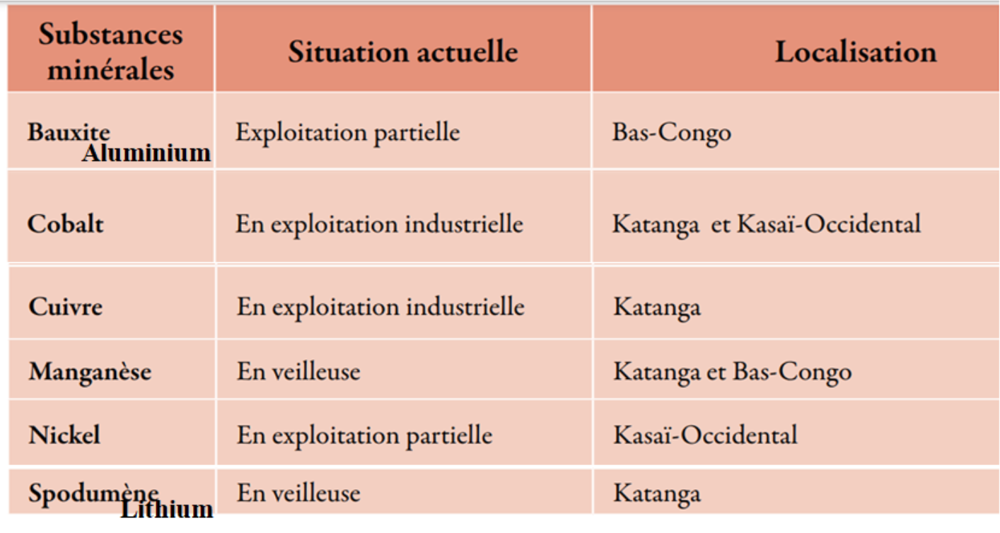 Substances
minérales
Situation actuelle
Localisation
Bauxite
Aluminium
Exploitation partielle
Bas-Congo
Cobalt
En exploitation industrielle
Katanga et Kasaï-Occidental
Cuivre
En exploitation industrielle
Katanga
Manganèse
En veilleuse
Katanga et Bas-Congo
Nickel
En exploitation partielle
Kasaï-Occidental
Spodumène
Lithium
En veilleuse
Katanga